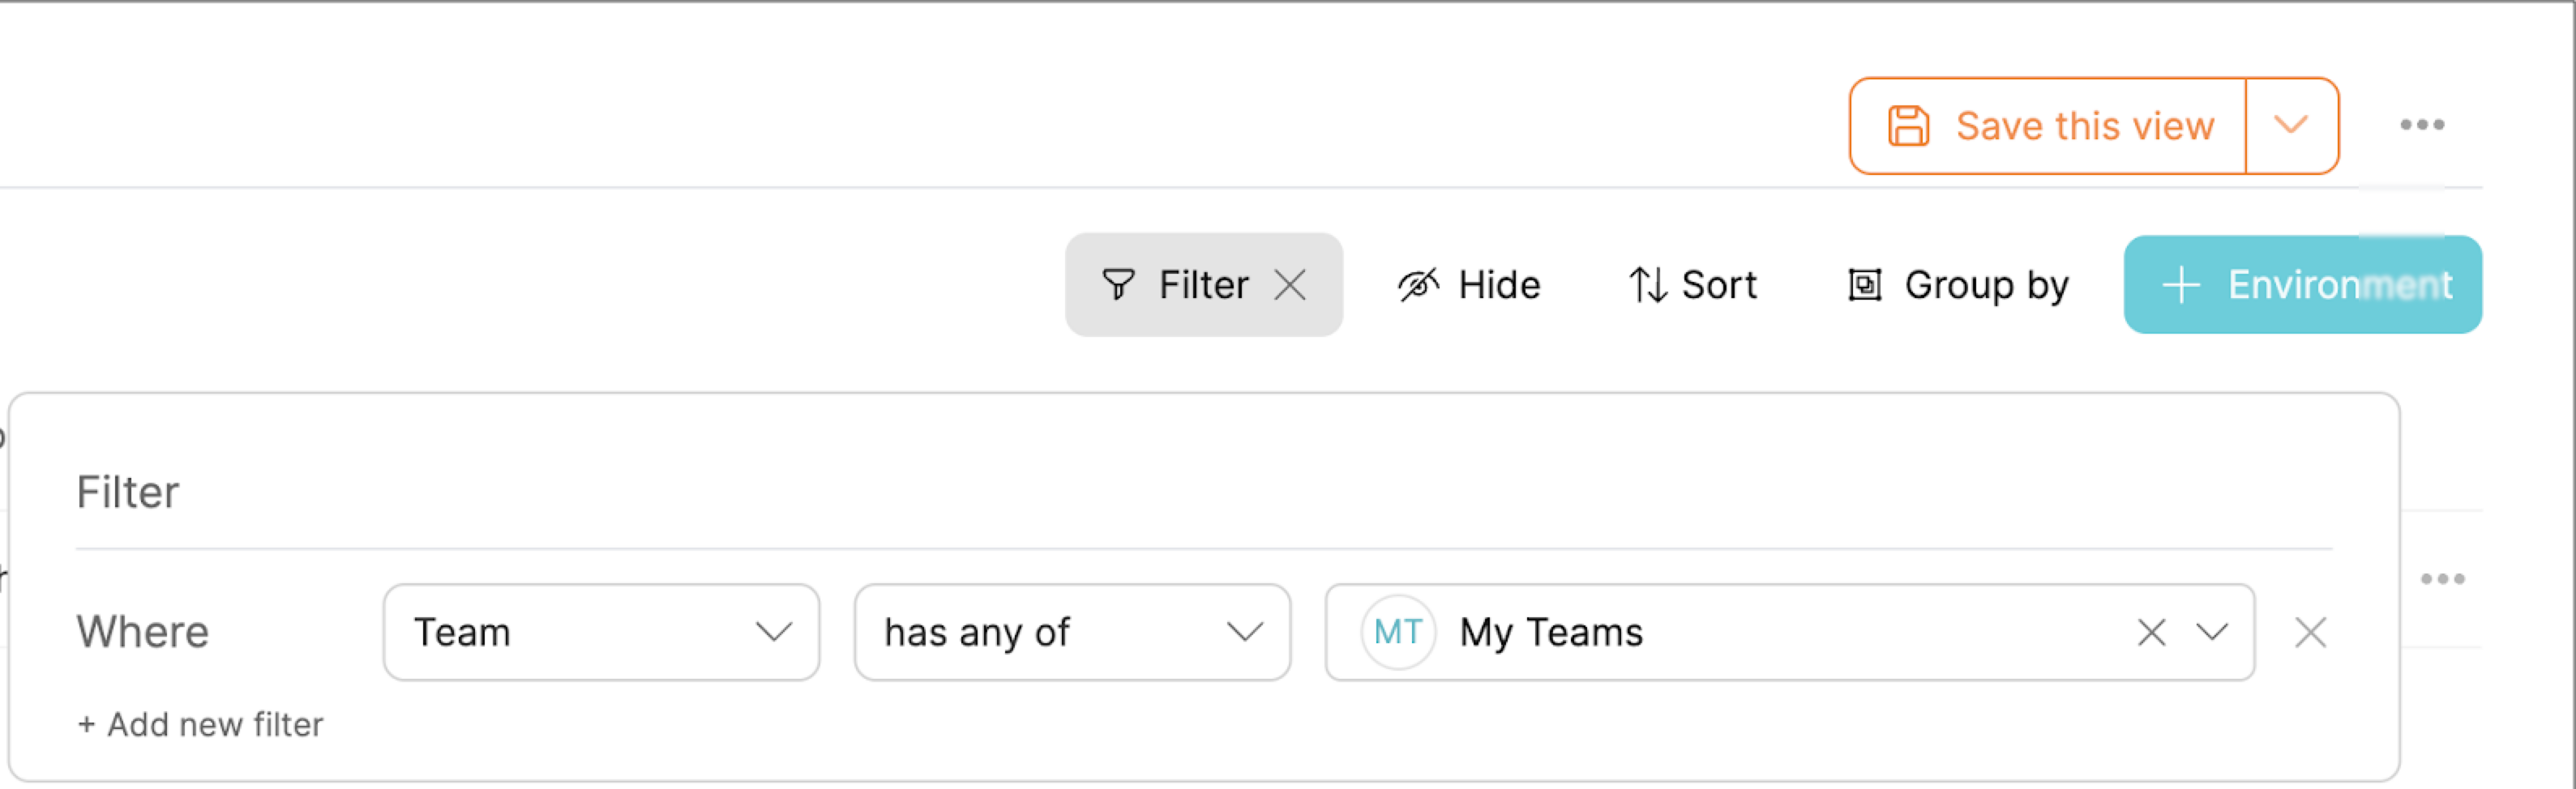 Save this view
Filter Hide Sort Group by + Environment
Filter
Where Team has any of MT My Teams
+ Add new filter